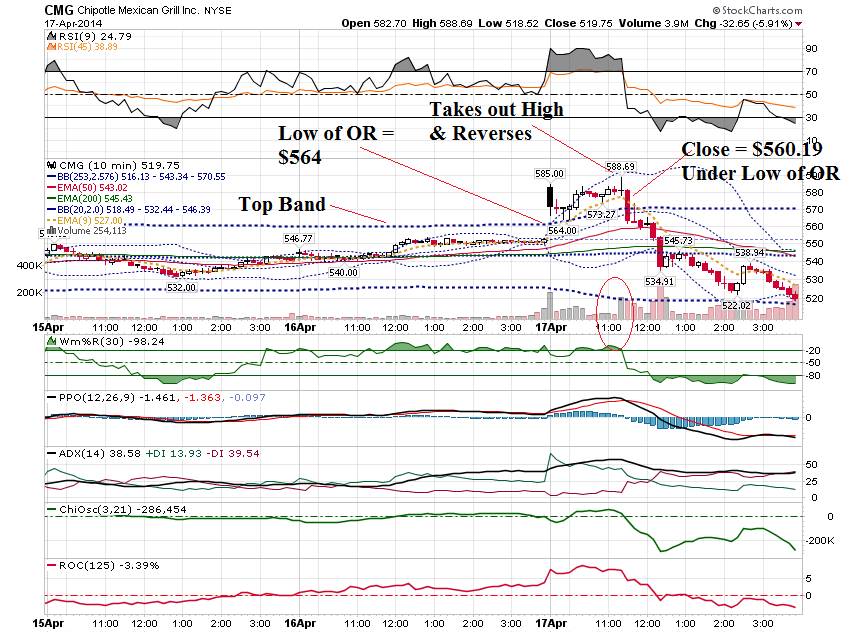 CMG Chipotle Mexican Grill Inc. NYSE © StockCharts.com
17-Apr-2014 Open 582.70 High 588.69 Low 518.52 Close 519.75 Volume 3.9M Chg -32.65 (-5.91%)
RSI(9) 24.79
RSI(45) 38.89
90
70
50
30
10
Takes out High
& Reverses
Low of OR =
$564
Close = $560.19
Under Low of OR
Top Band
CMG (10 min) 519.75
BB(253,2.576) 516.13 - 543.34 - 570.55
EMA(50) 543.02
EMA(200) 545.43
BB(20,2.0) 518.49 - 532.44 - 546.39
EMA(9) 527.00
Volume 254,113
585.00
588.69
573.27
564.00
546.77
540.00
532.00
545.73
538.94
534.91
522.02
590
580
570
560
550
540
530
520
400K
200K
15Apr 11:00 12:00 1:00 2:00 3:00 16Apr 11:00 12:00 1:00 2:00 3:00 17Apr 11:00 12:00 1:00 2:00 3:00
Wm%R(30) -98.24
-20
-50
-80
PPO(12,26,9) -1.461, -1.363, -0.097
0
ADX(14) 38.58 +DI 13.93 -DI 39.54
50
25
0
ChiOsc(3,21) -286,454
0
-200K
ROC(125) -3.39%
5
0
15Apr 11:00 12:00 1:00 2:00 3:00 16Apr 11:00 12:00 1:00 2:00 3:00 17Apr 11:00 12:00 1:00 2:00 3:00